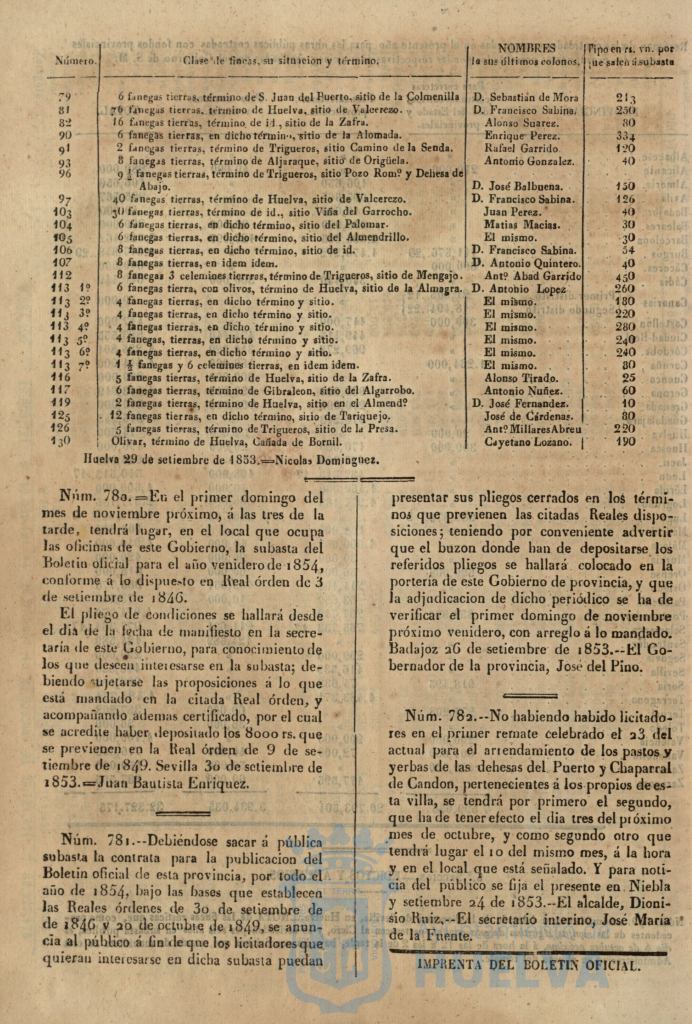 Número. Clase de fincas, su situacion y término. NOMBRES de sus últimos colonos. Tipo en rs. vn. por que salen á subasta
79 6 fanegas tierras, término de S. Juan del Puerto, sitio de la Colmenilla D. Sebastián de Mora 213
81 76 fanegas tierras, término de Huelva, sitio de Valcerezo. D. Francisco Sabina. 250
82 16 fanegas tierras, término de id., sitio de la Zafra. Alonso Suarez. 80
90 6 fanegas tierras, en dicho término, sitio de la Alomada. Enrique Perez. 334
91 2 fanegas tierras, término de Trigueros, sitio Camino de la Senda. Rafael Garrido. 120
93 8 fanegas tierras, término de Aljaraque, sitio de Origüela. Antonio Gonzalez. 40
96 9 ½ fanegas tierras, término de Trigueros, sitio Pozo Romº y Dehesa de
Abajo. D. José Balbuena. 150
97 40 fanegas tierras, término de Huelva, sitio de Valcerezo. D. Francisco Sabina. 126
103 30 fanegas tierras, término de id., sitio Viña del Garrocho. Juan Perez. 40
104 6 fanegas tierras, en dicho término, sitio del Palomar. Matias Macias. 30
105 6 fanegas tierras, en dicho término, sitio del Almendrillo. El mismo. 30
106 8 fanegas tierras, en dicho término, sitio de id. D. Francisco Sabina. 54
107 8 fanegas tierras, en idem idem. D. Antonio Quintero. 40
112 8 fanegas 3 celemines tierrras, término de Trigueros, sitio de Mengajo. Antº Abad Garrido 450
113 1º 6 fanegas tierra, con olivos, término de Huelva, sitio de la Almagra. D. Antonio Lopez 260
113 2º 4 fanegas tierras, en dicho término y sitio. El mismo. 180
113 3º 4 fanegas tierras, en dicho término y sitio. El mismo. 220
113 4º 4 fanegas tierras, en dicho término y sitio. El mismo. 280
113 5º 4 fanegas, tierras, en dicho término y sitio. El mismo. 240
113 6º 4 fanegas tierras, en dicho término y sitio. El mismo. 240
113 7º 1 ½ fanegas y 6 celemines tierras, en idem idem. El mismo. 80
116 5 fanegas tierras, término de Huelva, sitio de la Zafra. Alonso Tirado. 25
117 6 fanegas tierras, término de Gibraleon, sitio del Algarrobo. Antonio Nuñez. 60
119 2 fanegas tierras, término de Huelva, sitio en el Almendº D. José Fernandez. 10
125 12 fanegas tierras, en dicho término, sitio de Tariquejo. José de Cárdenas. 80
126 5 fanegas tierras, término de Trigueros, sitio de la Presa. Antº Millares Abreu 220
130 Olivar, término de Huelva, Cañada de Bornil. Cayetano Lozano. 190
Huelva 29 de setiembre de 1853.=Nicolas Dominguez.
Núm. 780.=En el primer domingo del
mes de noviembre próximo, á las tres de la
tarde, tendrá lugar, en el local que ocupa
las oficinas de este Gobierno, la subasta del
Boletin oficial para el año venidero de 1854,
conforme á lo dispuesto en Real órden de 3
de setiembre de 1846.
El pliego de condiciones se hallará desde
el dia de la fecha de manifiesto en la secre-
taría de este Gobierno, para conocimiento de
los que deseen interesarse en la subasta; de-
biendo sujetarse las proposiciones á lo que
está mandado en la citada Real órden, y
acompañando ademas certificado, por el cual
se acredite haber depositado los 8000 rs. que
se previenen en la Real órden de 9 de se-
tiembre de 1849. Sevilla 30 de setiembre de
1853.=Juan Bautista Enriquez.
Núm. 781.--Debiéndose sacar á pública
subasta la contrata para la publicacion del
Boletin oficial de esta provincia, por todo el
año de 1854, bajo las bases que establecen
las Reales órdenes de 30 de setiembre de
de 1846 y 20 de octubre de 1849, se anun-
cia al público á fin de que los licitadores que
quieran interesarse en dicha subasta puedan
presentar sus pliegos cerrados en los térmi-
nos que previenen las citadas Reales dispo-
siciones; teniendo por conveniente advertir
que el buzon donde han de depositarse los
referidos pliegos se hallará colocado en la
portería de este Gobierno de provincia, y que
la adjudicacion de dicho periódico se ha de
verificar el primer domingo de noviembre
próximo venidero, con arreglo á lo mandado.
Badajoz 26 de setiembre de 1853.--El Go-
bernador de la provincia, José del Pino.
Núm. 782.--No habiendo habido licitado-
res en el primer remate celebrado el 23 del
actual para el arriendamiento de los pastos y
yerbas de las dehesas del Puerto y Chaparral
de Candon, pertenecientes á los propios de es-
ta villa, se tendrá por primero el segundo,
que ha de tener efecto el dia tres del próximo
mes de octubre, y como segundo otro que
tendrá lugar el 10 del mismo mes, á la hora
y en el local que está señalado. Y para noti-
cia del público se fija el presente en Niebla
y setiembre 24 de 1853.--El alcalde, Dioni-
sio Ruiz.--El secretario interino, José María
de la Fuente.
IMPRENTA DEL BOLETIN OFICIAL.
HUELVA